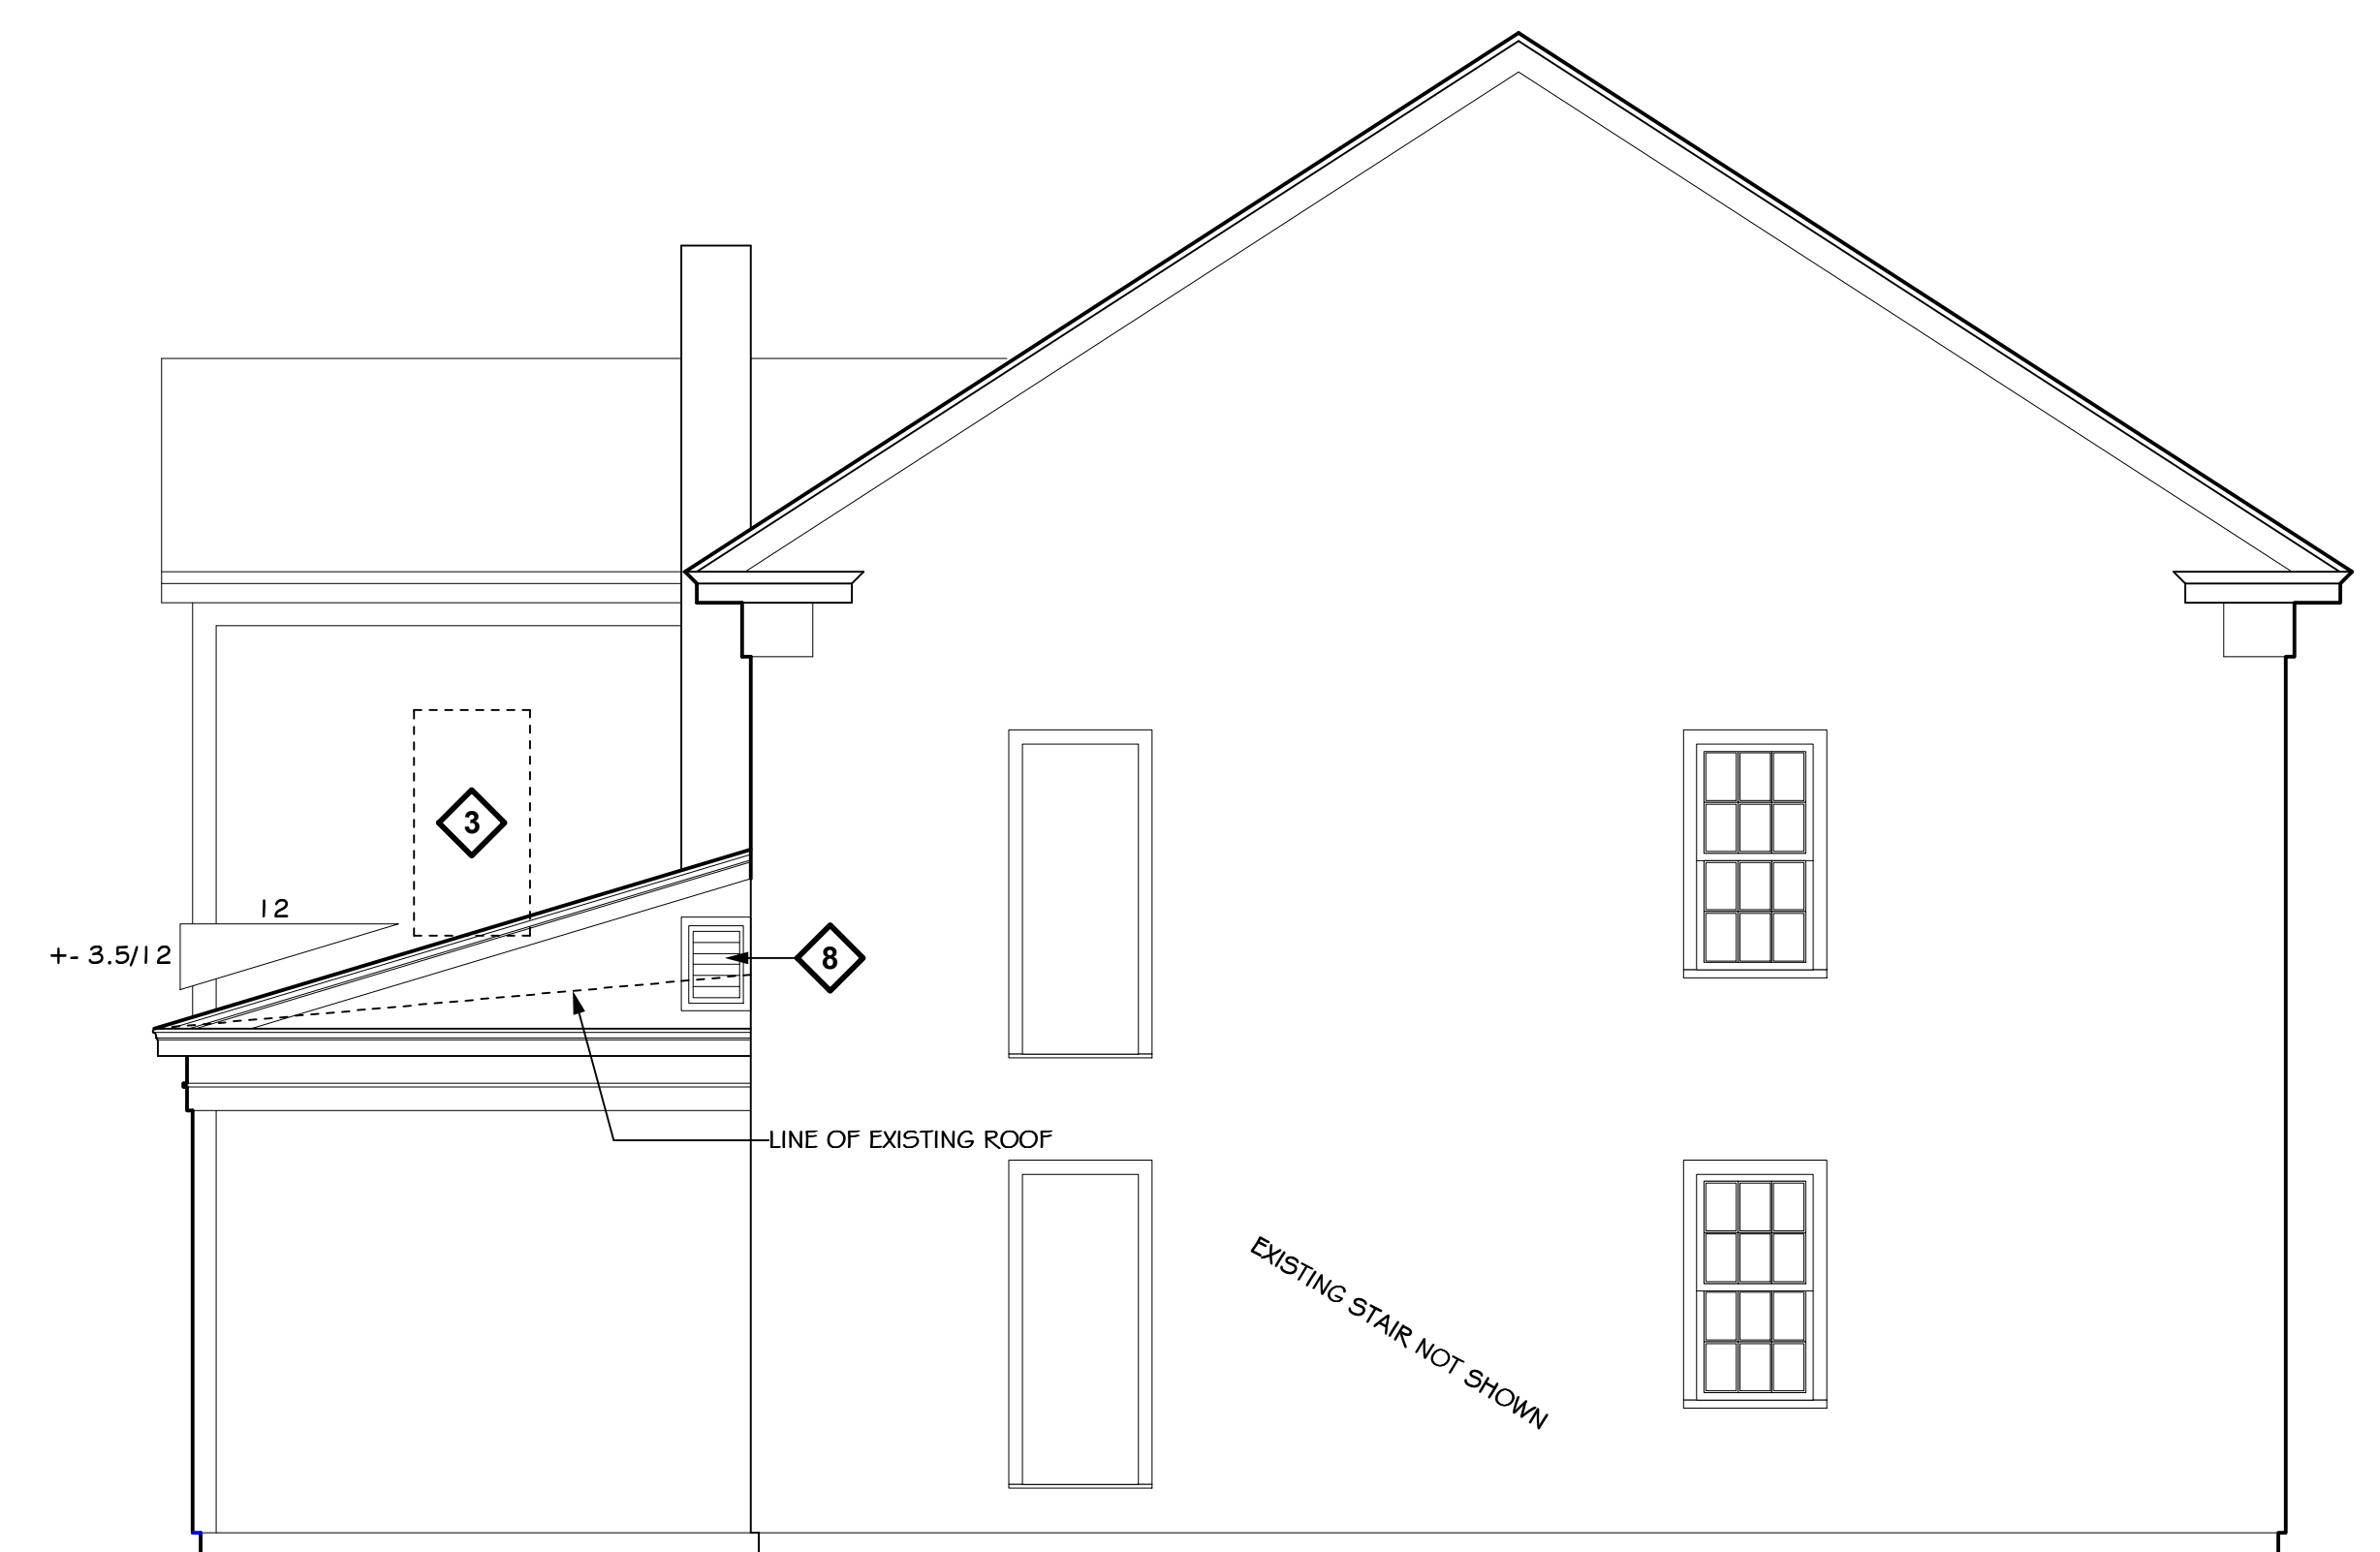 3
12
+- 3.5/12
8
LINE OF EXISTING ROOF
EXISTING STAIR NOT SHOWN